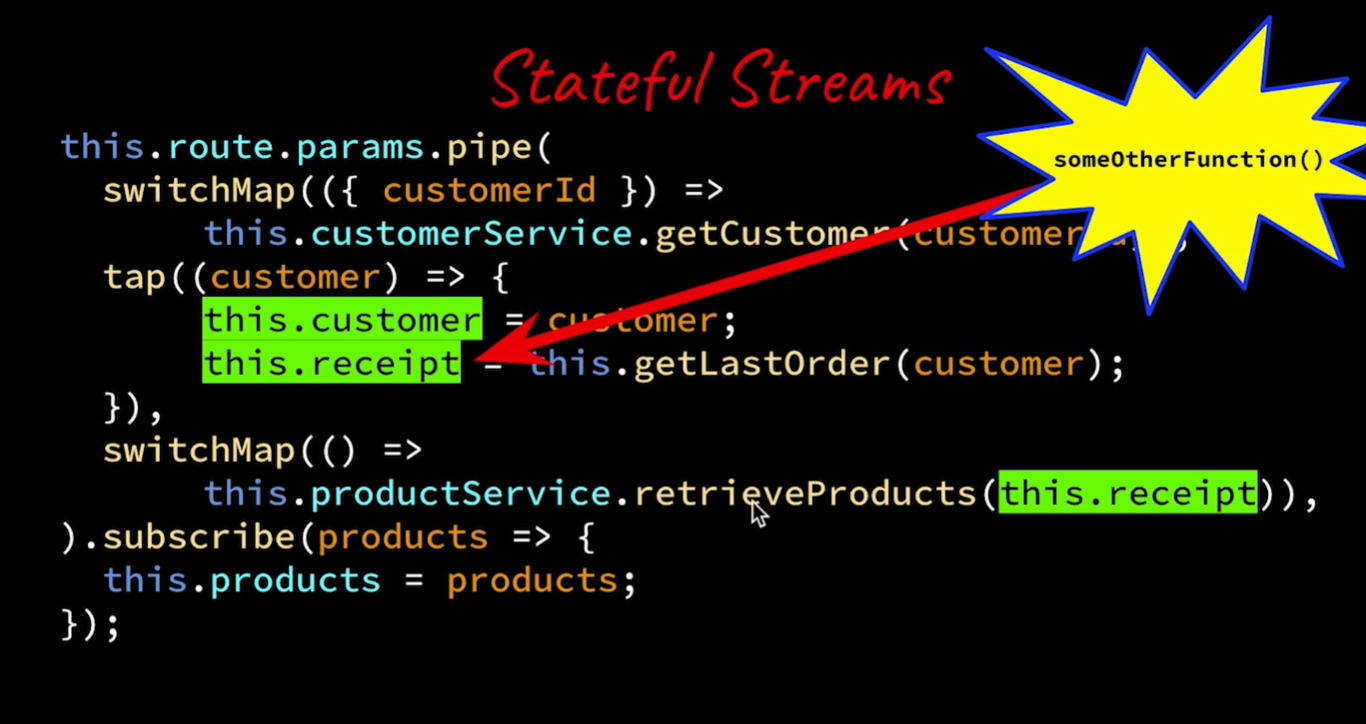 Stateful Streams
someOtherFunction()
this.route.params.pipe(
  switchMap(({ customerId }) =>
       this.customerService.getCustomer(customer
  tap((customer) => {
       this.customer = customer;
       this.receipt = this.getLastOrder(customer);
  }),
  switchMap(() =>
       this.productService.retrieveProducts(this.receipt)),
).subscribe(products => {
  this.products = products;
});